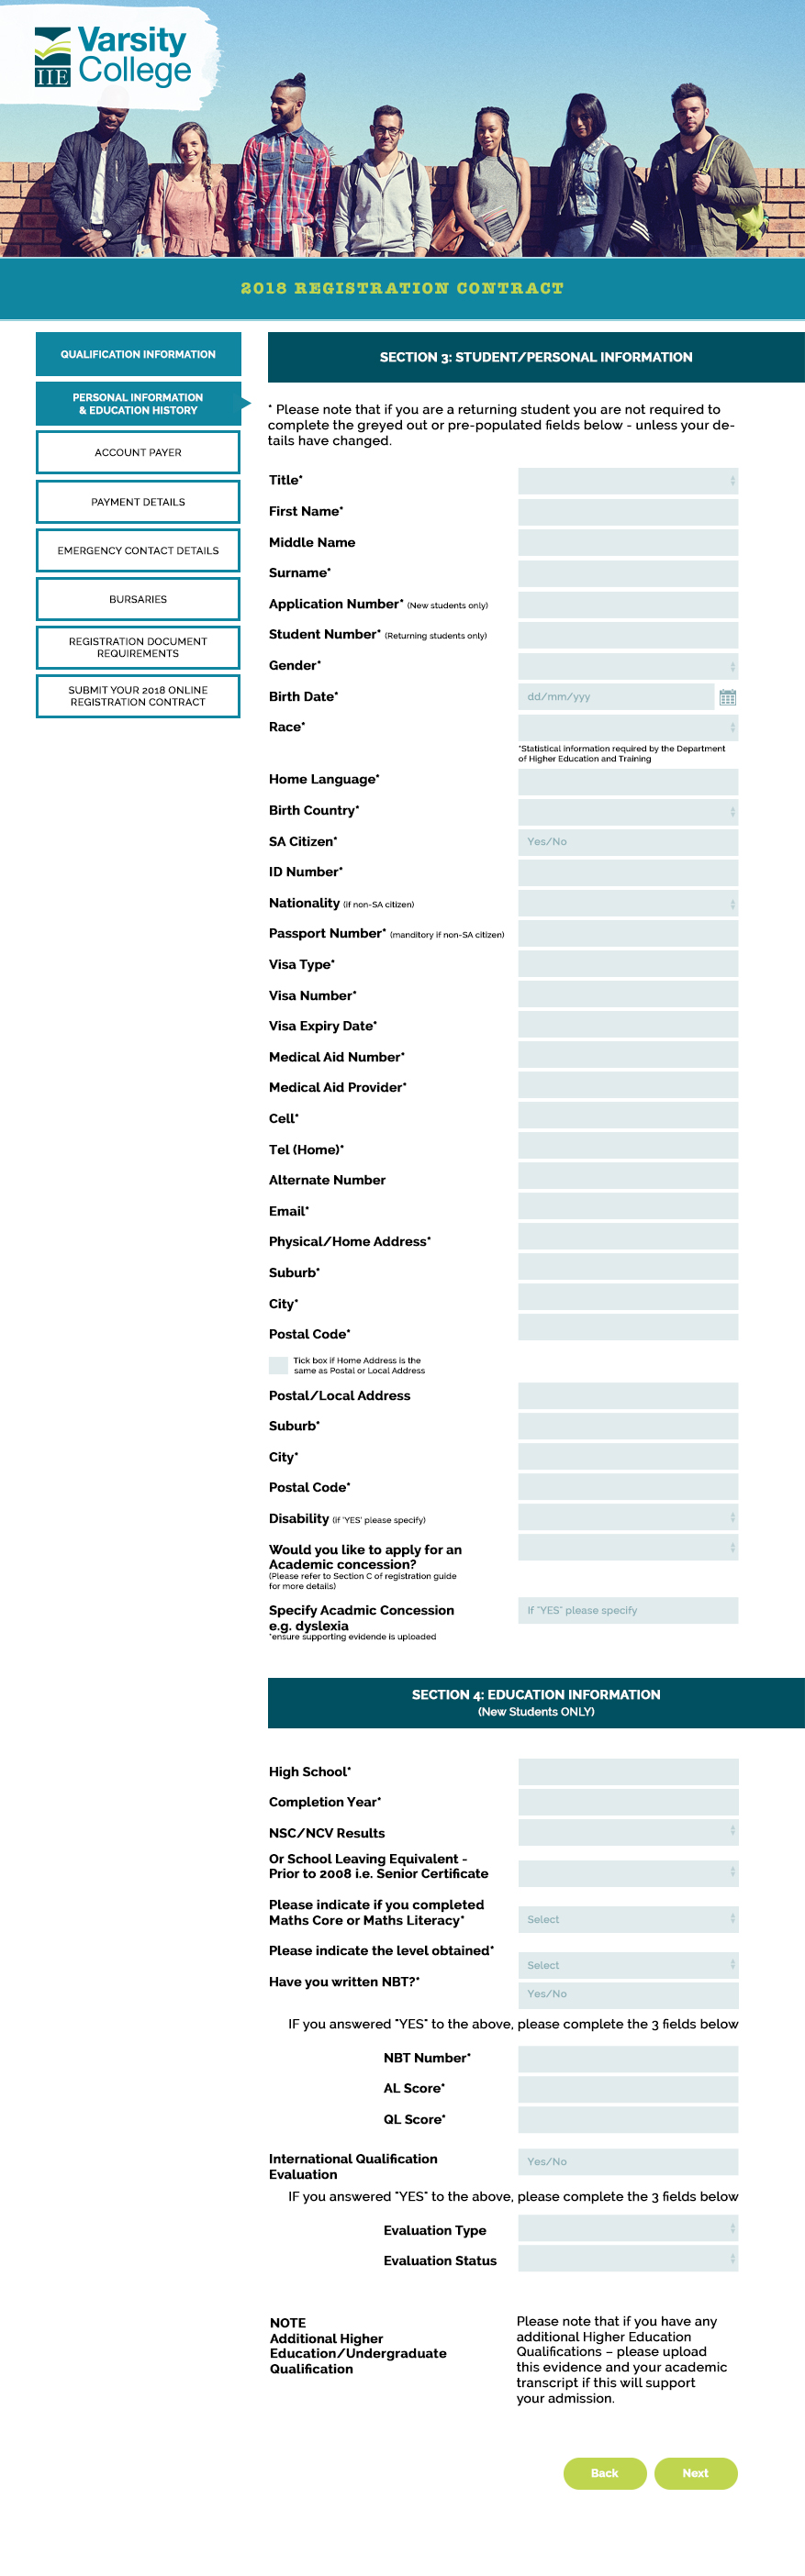 Varsity
College
IIE
2018 REGISTRATION CONTRACT
QUALIFICATION INFORMATION
PERSONAL INFORMATION
& EDUCATION HISTORY
ACCOUNT PAYER
PAYMENT DETAILS
EMERGENCY CONTACT DETAILS
BURSARIES
REGISTRATION DOCUMENT
REQUIREMENTS
SUBMIT YOUR 2018 ONLINE
REGISTRATION CONTRACT
SECTION 3: STUDENT/PERSONAL INFORMATION
* Please note that if you are a returning student you are not required to
complete the greyed out or pre-populated fields below - unless your de-
tails have changed.
Title*
First Name*
Middle Name
Surname*
Application Number* (New students only)
Student Number* (Returning students only)
Gender*
Birth Date* dd/mm/yyy
Race*
*Statistical information required by the Department
of Higher Education and Training
Home Language*
Birth Country*
SA Citizen* Yes/No
ID Number*
Nationality (if non-SA citizen)
Passport Number* (manditory if non-SA citizen)
Visa Type*
Visa Number*
Visa Expiry Date*
Medical Aid Number*
Medical Aid Provider*
Cell*
Tel (Home)*
Alternate Number
Email*
Physical/Home Address*
Suburb*
City*
Postal Code*
Tick box if Home Address is the
same as Postal or Local Address
Postal/Local Address
Suburb*
City*
Postal Code*
Disability (if 'YES' please specify)
Would you like to apply for an
Academic concession?
(Please refer to Section C of registration guide
for more details)
Specify Acadmic Concession If "YES" please specify
e.g. dyslexia
*ensure supporting evidende is uploaded
SECTION 4: EDUCATION INFORMATION
(New Students ONLY)
High School*
Completion Year*
NSC/NCV Results
Or School Leaving Equivalent -
Prior to 2008 i.e. Senior Certificate
Please indicate if you completed
Maths Core or Maths Literacy* Select
Please indicate the level obtained*
Select
Have you written NBT?* Yes/No
IF you answered "YES" to the above, please complete the 3 fields below
NBT Number*
AL Score*
QL Score*
International Qualification Yes/No
Evaluation
IF you answered "YES" to the above, please complete the 3 fields below
Evaluation Type
Evaluation Status
NOTE
Additional Higher
Education/Undergraduate
Qualification
Please note that if you have any
additional Higher Education
Qualifications – please upload
this evidence and your academic
transcript if this will support
your admission.
Back
Next